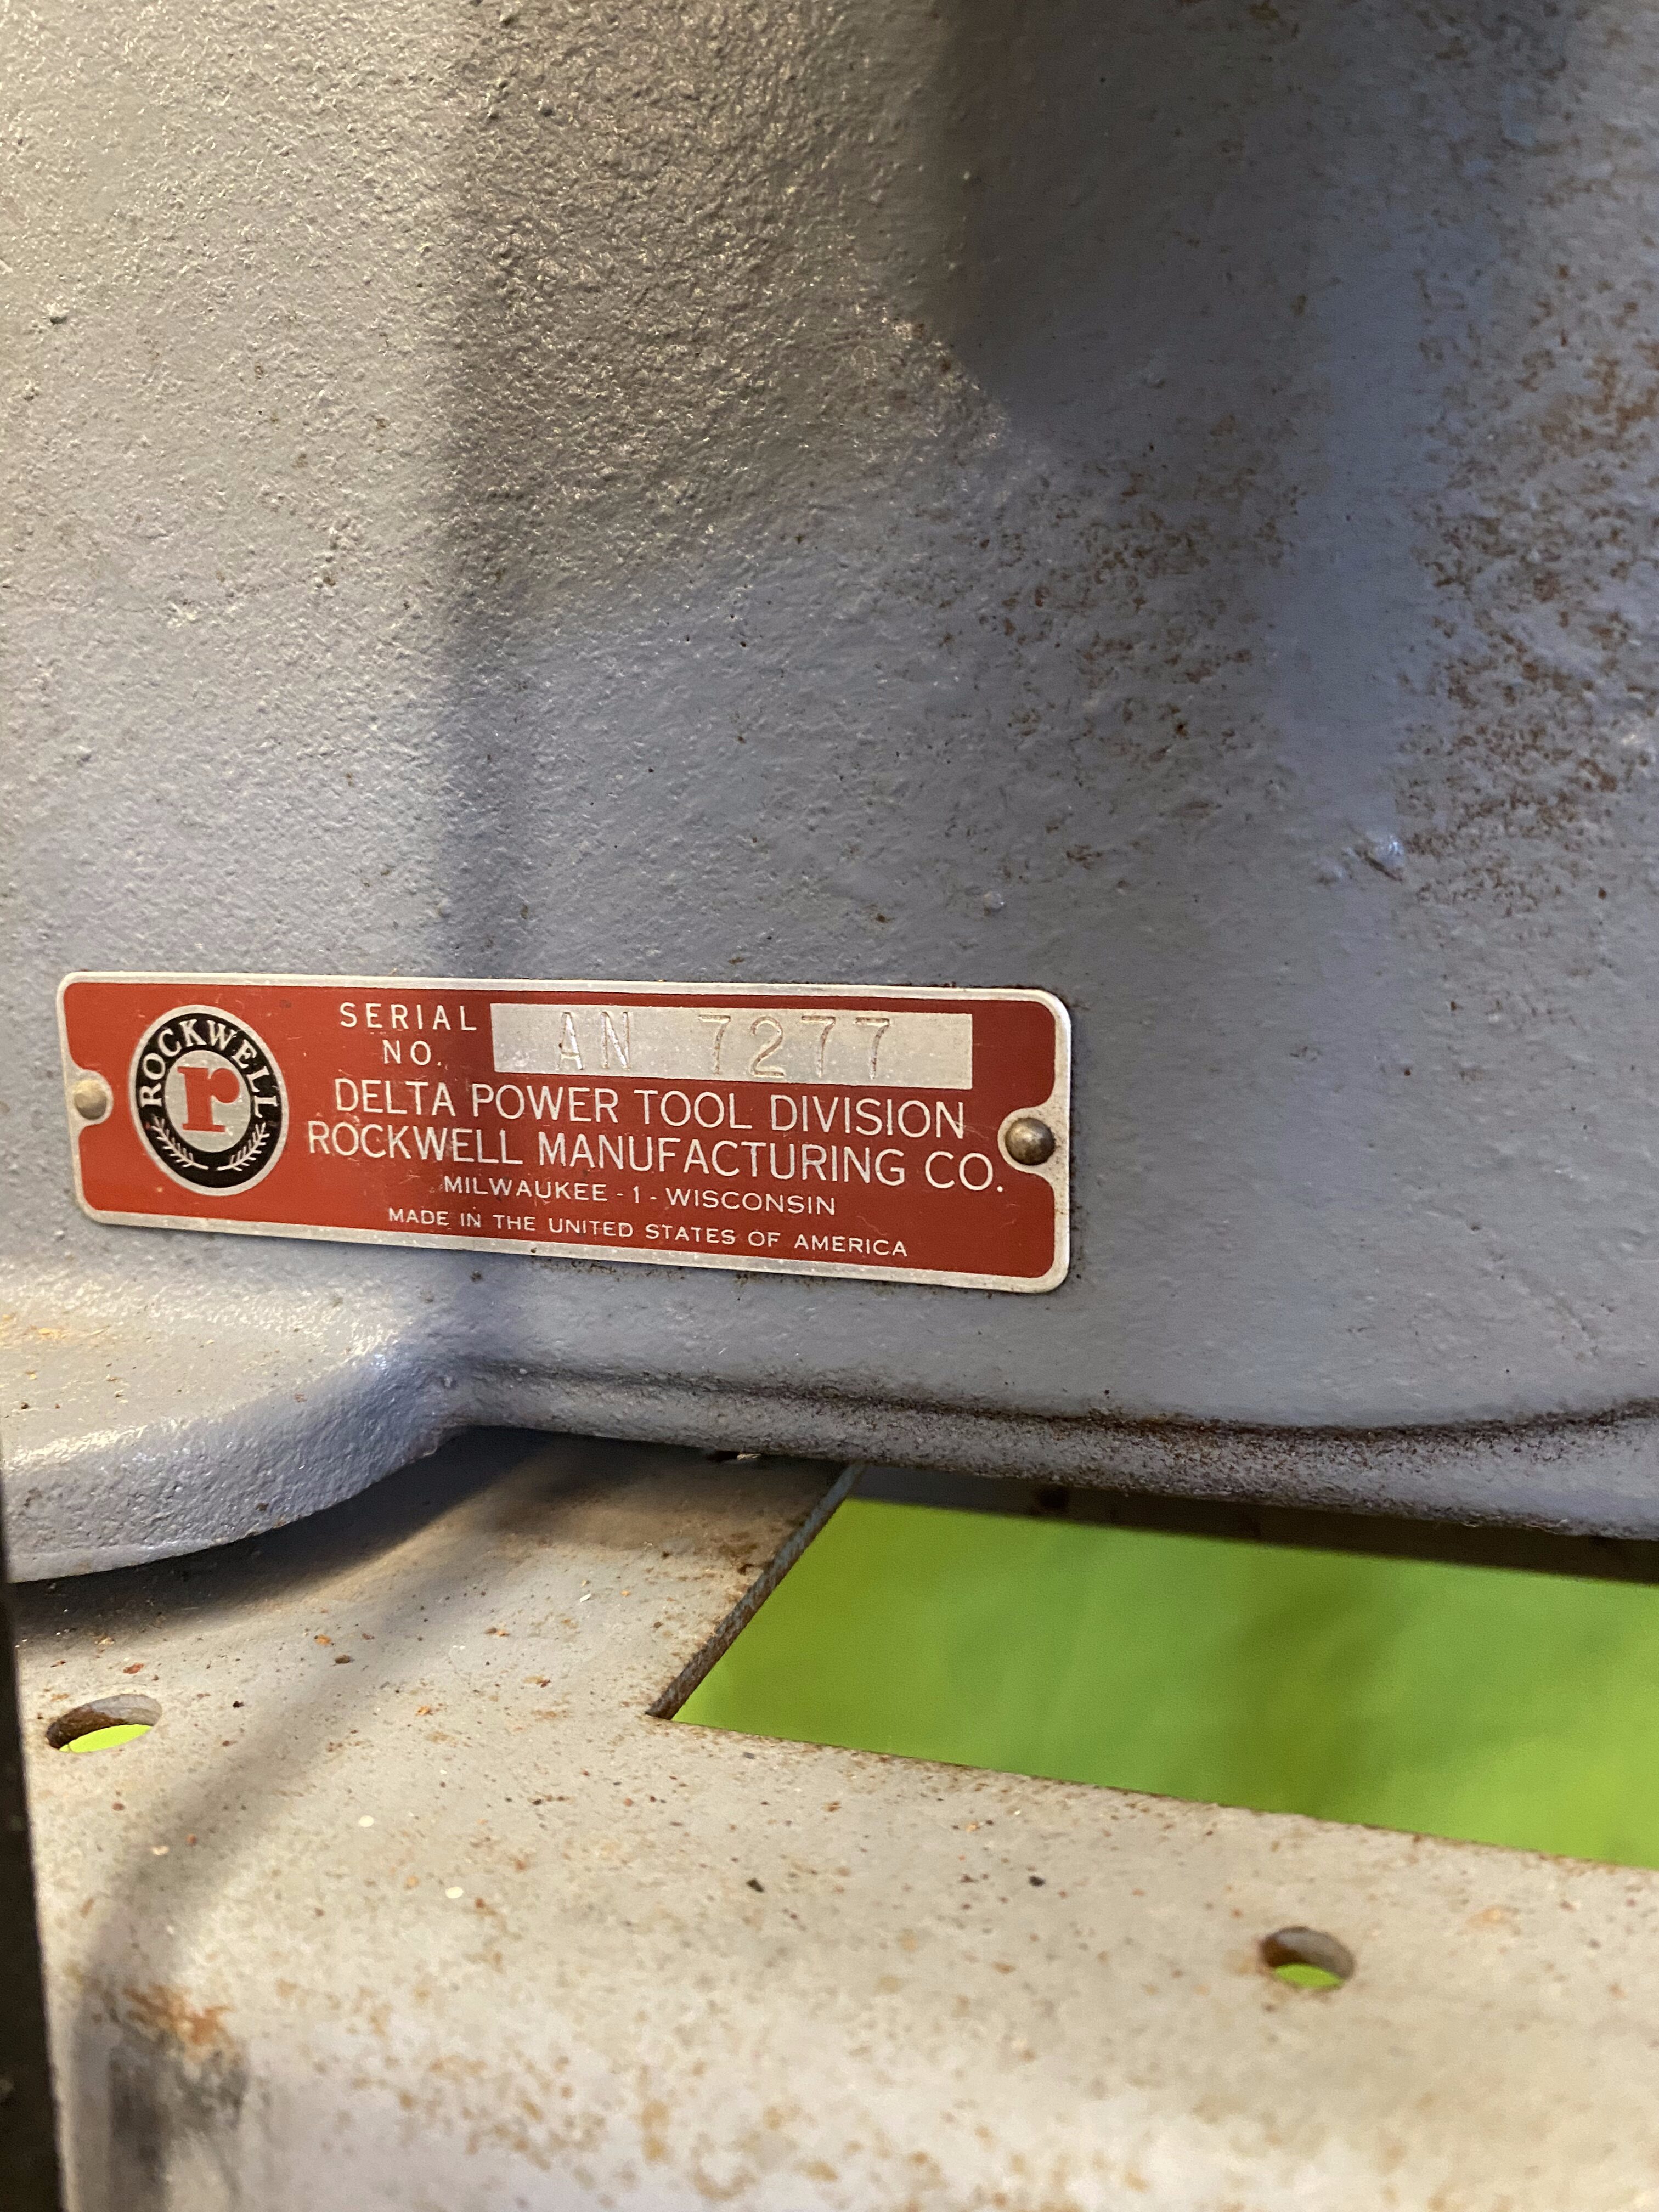 ROCKWELL
r
SERIAL NO. AN 7277
DELTA POWER TOOL DIVISION
ROCKWELL MANUFACTURING CO.
MILWAUKEE - 1 - WISCONSIN
MADE IN THE UNITED STATES OF AMERICA